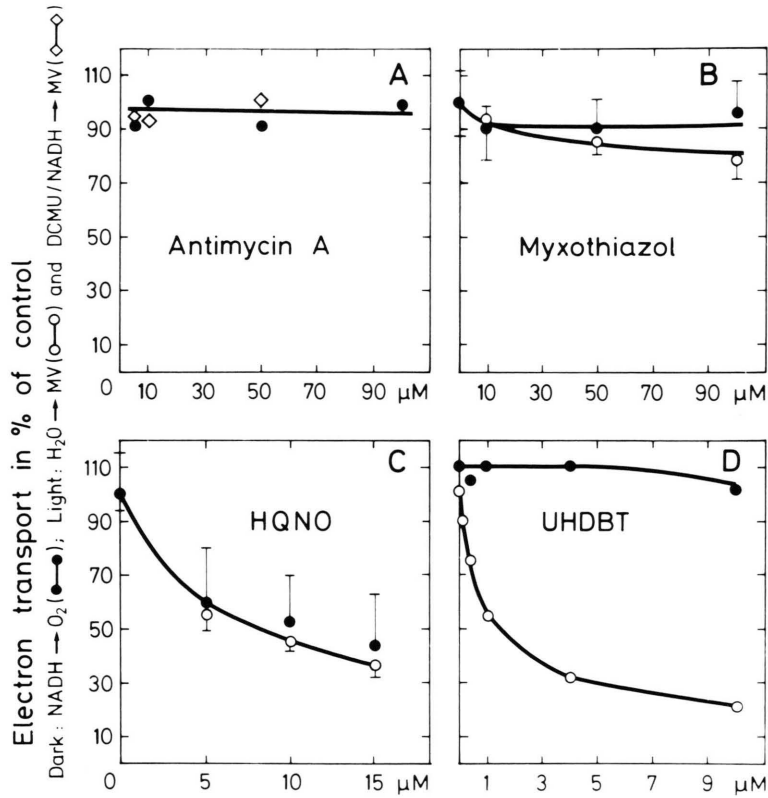 Electron transport in % of control
Dark: NADH → O₂(●—●); Light: H₂O → MV(○—○) and DCMU/NADH → MV(◇—◇)
A
110
90
70
50
30
10
0
Antimycin A
10 30 50 70 90 μM
B
Myxothiazol
10 30 50 70 90 μM
C
110
90
70
50
30
10
HQNO
0 5 10 15 μM
D
UHDBT
1 4 7 9 μM